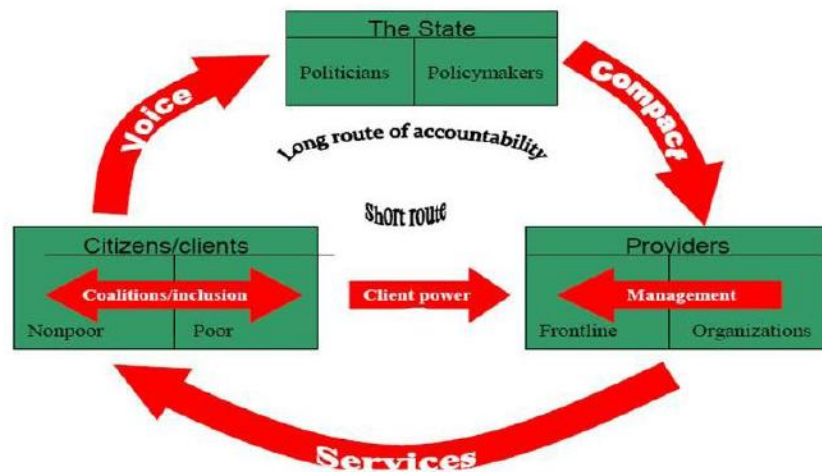 The State
Politicians
Policymakers
Voice
Compact
Long route of accountability
Short route
Citizens/clients
Providers
Coalitions/inclusion
Client power
Management
Nonpoor
Poor
Frontline
Organizations
Services